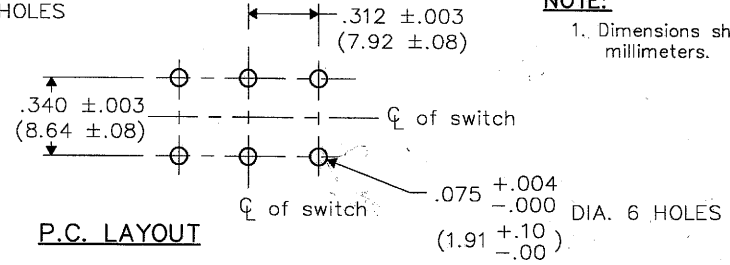 HOLES
.312 ±.003
(7.92 ±.08)
NOTE:
1. Dimensions sh
millimeters.
.340 ±.003
(8.64 ±.08)
℄ of switch
℄ of switch
.075 +.004 -.000 DIA. 6 HOLES
(1.91 +.10 -.00)
P.C. LAYOUT